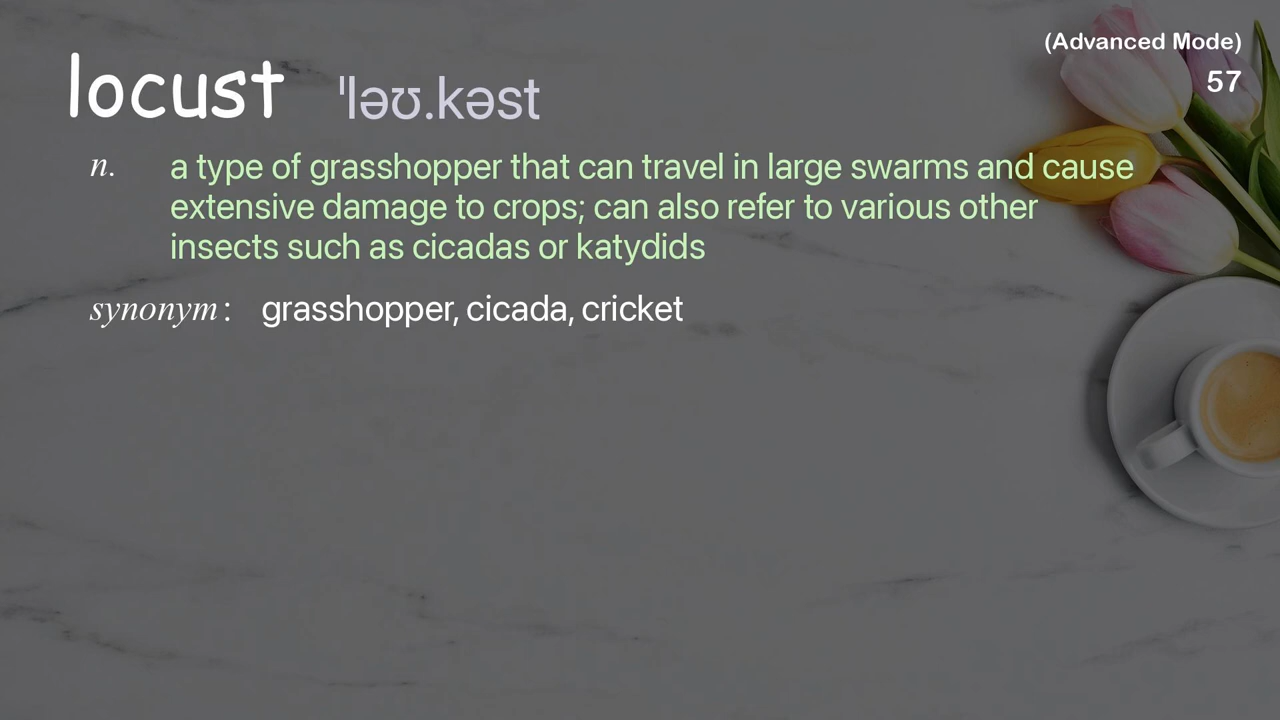 (Advanced Mode)
57
locust ˈləʊ.kəst
n. a type of grasshopper that can travel in large swarms and cause
extensive damage to crops; can also refer to various other
insects such as cicadas or katydids
synonym: grasshopper, cicada, cricket